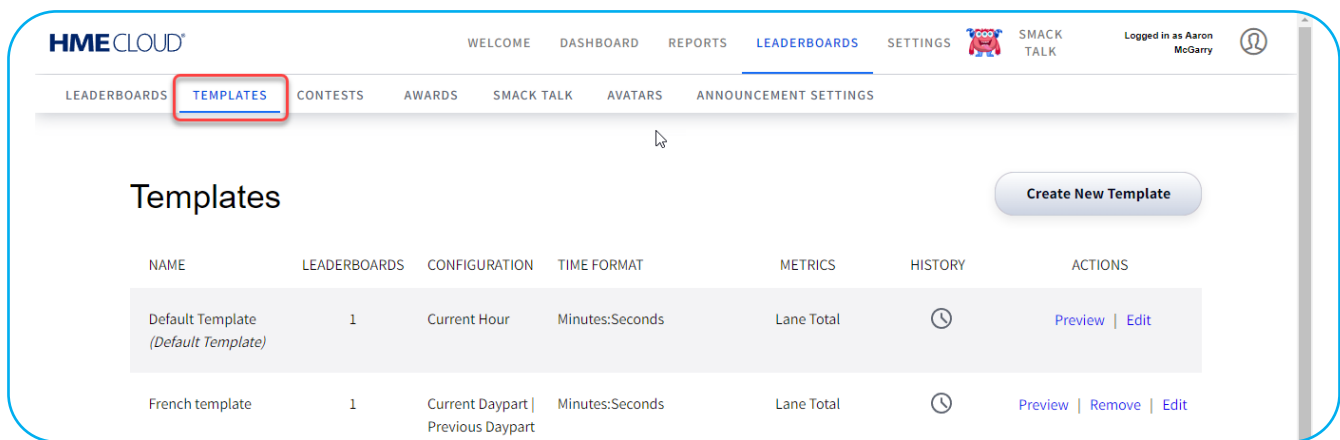 HME CLOUD®
WELCOME DASHBOARD REPORTS LEADERBOARDS SETTINGS SMACK TALK Logged in as Aaron McGarry
LEADERBOARDS TEMPLATES CONTESTS AWARDS SMACK TALK AVATARS ANNOUNCEMENT SETTINGS
Templates
Create New Template
NAME LEADERBOARDS CONFIGURATION TIME FORMAT METRICS HISTORY ACTIONS
Default Template 1 Current Hour Minutes:Seconds Lane Total Preview | Edit
(Default Template)
French template 1 Current Daypart | Minutes:Seconds Lane Total Preview | Remove | Edit
Previous Daypart